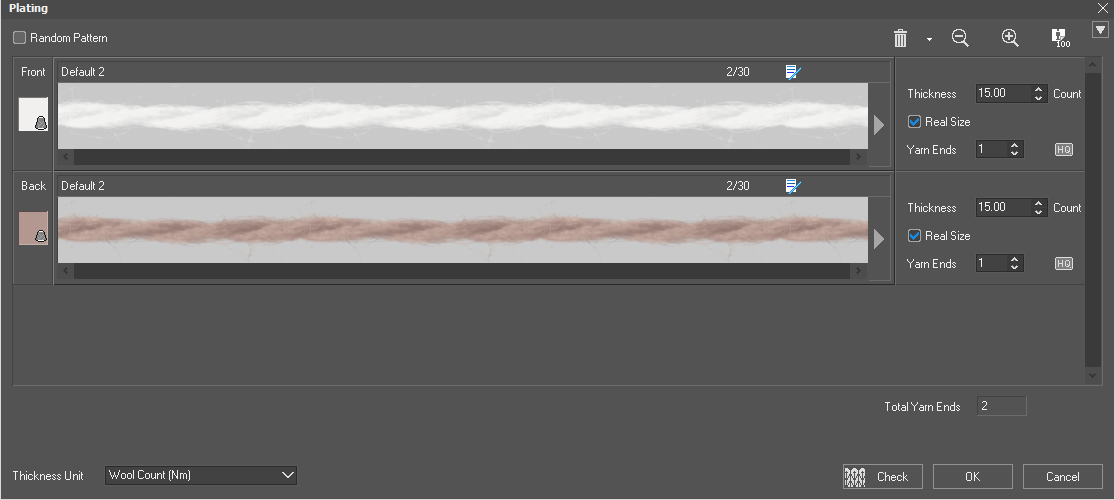 Plating
Random Pattern
100
Front
Default 2 2/30
Thickness 15.00 Count
Real Size
Yarn Ends 1 HQ
Back
Default 2 2/30
Thickness 15.00 Count
Real Size
Yarn Ends 1 HQ
Total Yarn Ends 2
Thickness Unit Wool Count (Nm) Check OK Cancel